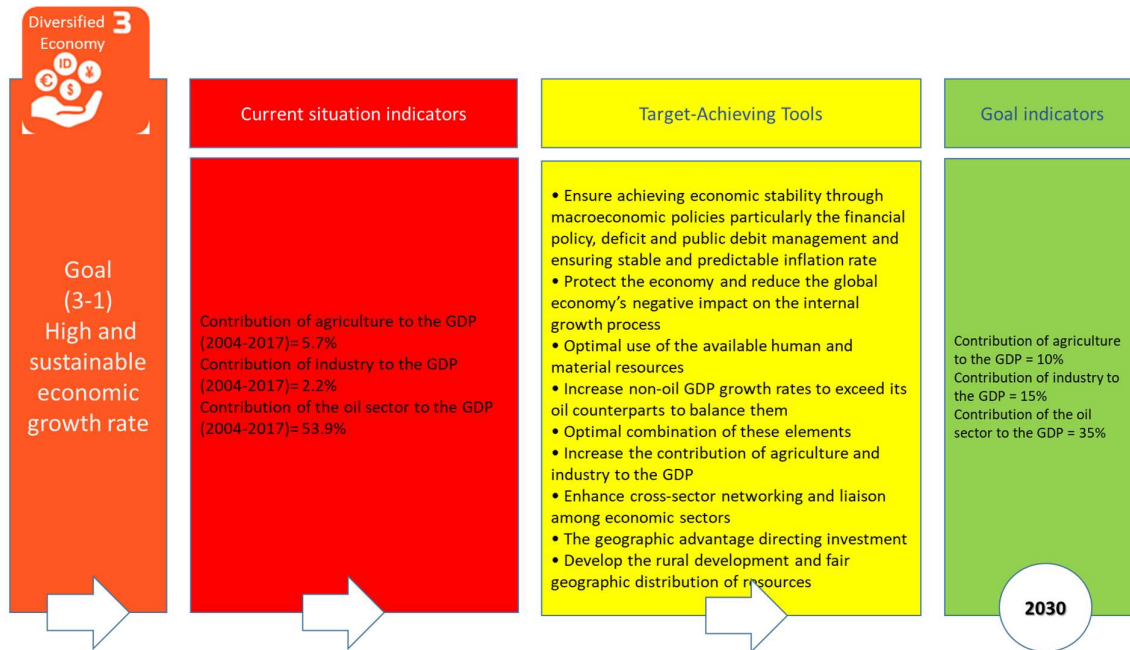 Diversified 3
Economy
ID
€
¥
$
Goal
(3-1)
High and
sustainable
economic
growth rate
Current situation indicators
Contribution of agriculture to the GDP
(2004-2017)= 5.7%
Contribution of industry to the GDP
(2004-2017)= 2.2%
Contribution of the oil sector to the GDP
(2004-2017)= 53.9%
Target-Achieving Tools
• Ensure achieving economic stability through
macroeconomic policies particularly the financial
policy, deficit and public debit management and
ensuring stable and predictable inflation rate
• Protect the economy and reduce the global
economy’s negative impact on the internal
growth process
• Optimal use of the available human and
material resources
• Increase non-oil GDP growth rates to exceed its
oil counterparts to balance them
• Optimal combination of these elements
• Increase the contribution of agriculture and
industry to the GDP
• Enhance cross-sector networking and liaison
among economic sectors
• The geographic advantage directing investment
• Develop the rural development and fair
geographic distribution of resources
Goal indicators
Contribution of agriculture
to the GDP = 10%
Contribution of industry to
the GDP = 15%
Contribution of the oil
sector to the GDP = 35%
2030